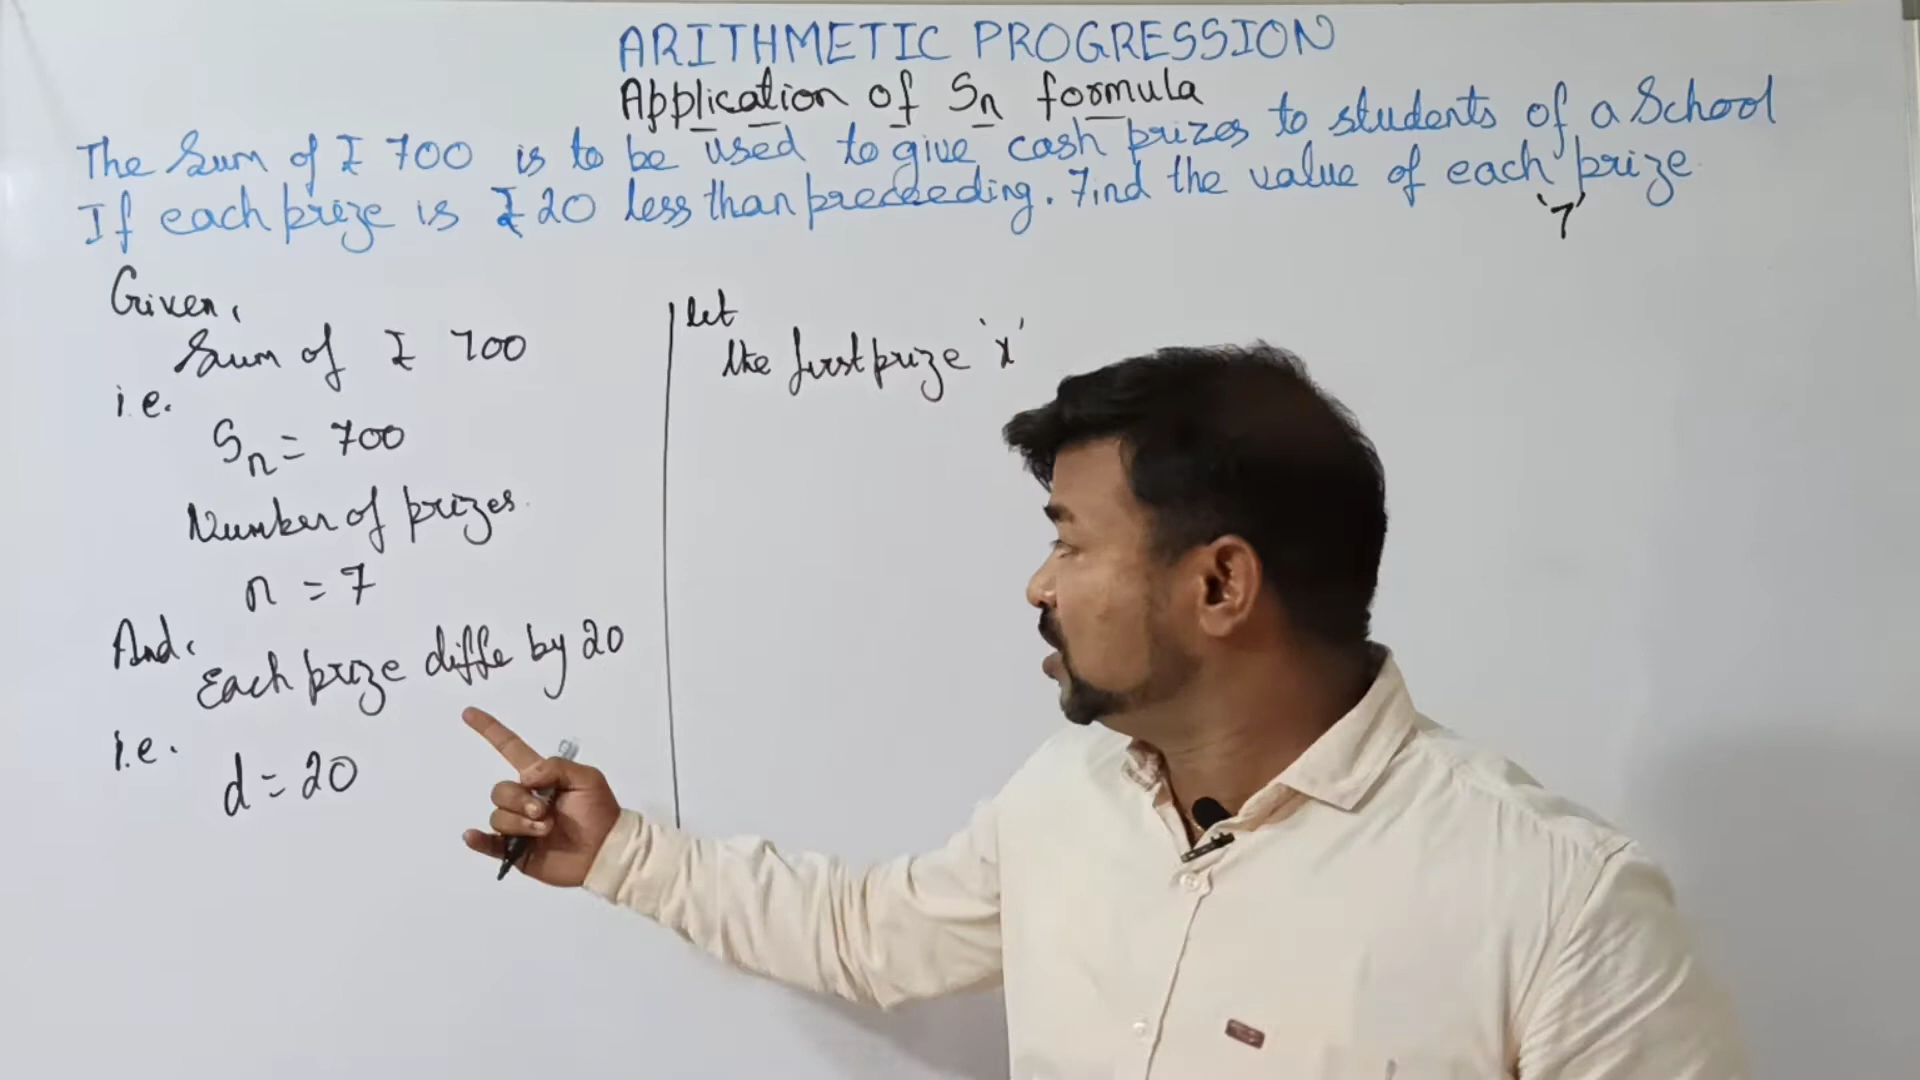 ARITHMETIC PROGRESSION
Application of Sn formula
The Sum of ₹ 700 is to be used to give cash prizes to students of a School
If each prize is ₹ 20 less than preceeding. Find the value of each prize.
'7'
Given,
Sum of ₹ 700
i.e.
Sn = 700
Number of prizes.
n = 7
And,
Each prize diffe by 20
i.e.
d = 20
let
the first prize 'x'